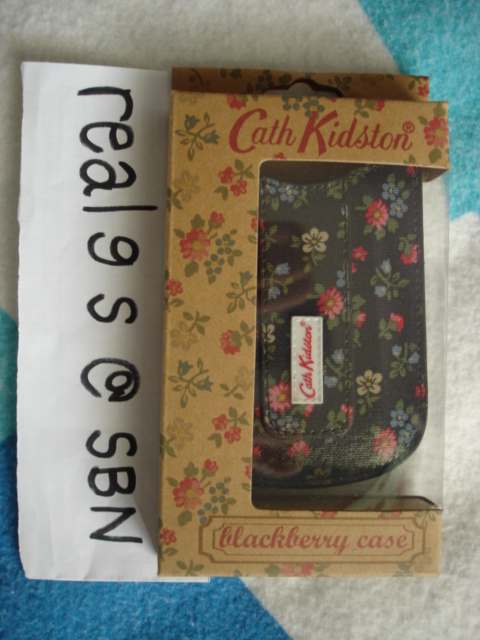 real9s@SBN
Cath Kidston®
Cath Kidston
blackberry case